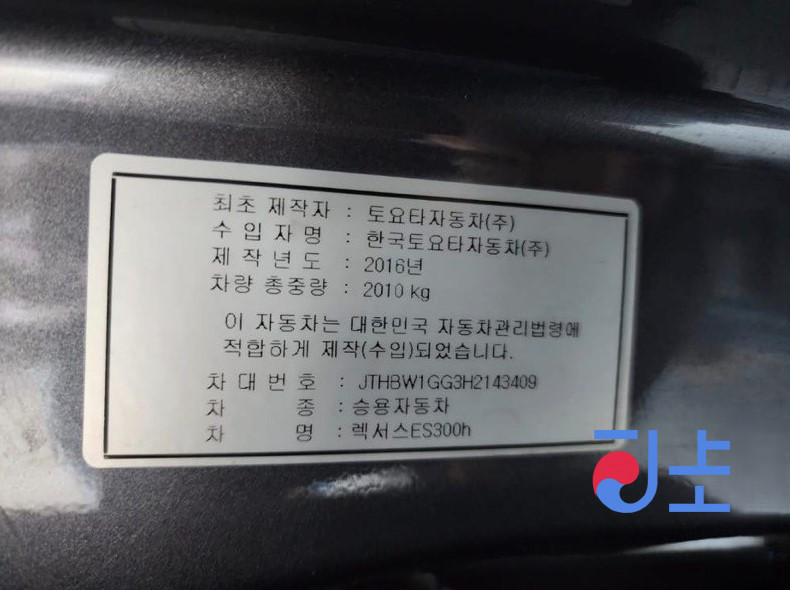 최초 제작자 : 토요타자동차(주)
수입자명 : 한국토요타자동차(주)
제작년도 : 2016년
차량 총중량 : 2010 kg
이 자동차는 대한민국 자동차관리법령에
적합하게 제작(수입)되었습니다.
차대번호 : JTHBW1GG3H2143409
차종 : 승용자동차
차명 : 렉서스ES300h